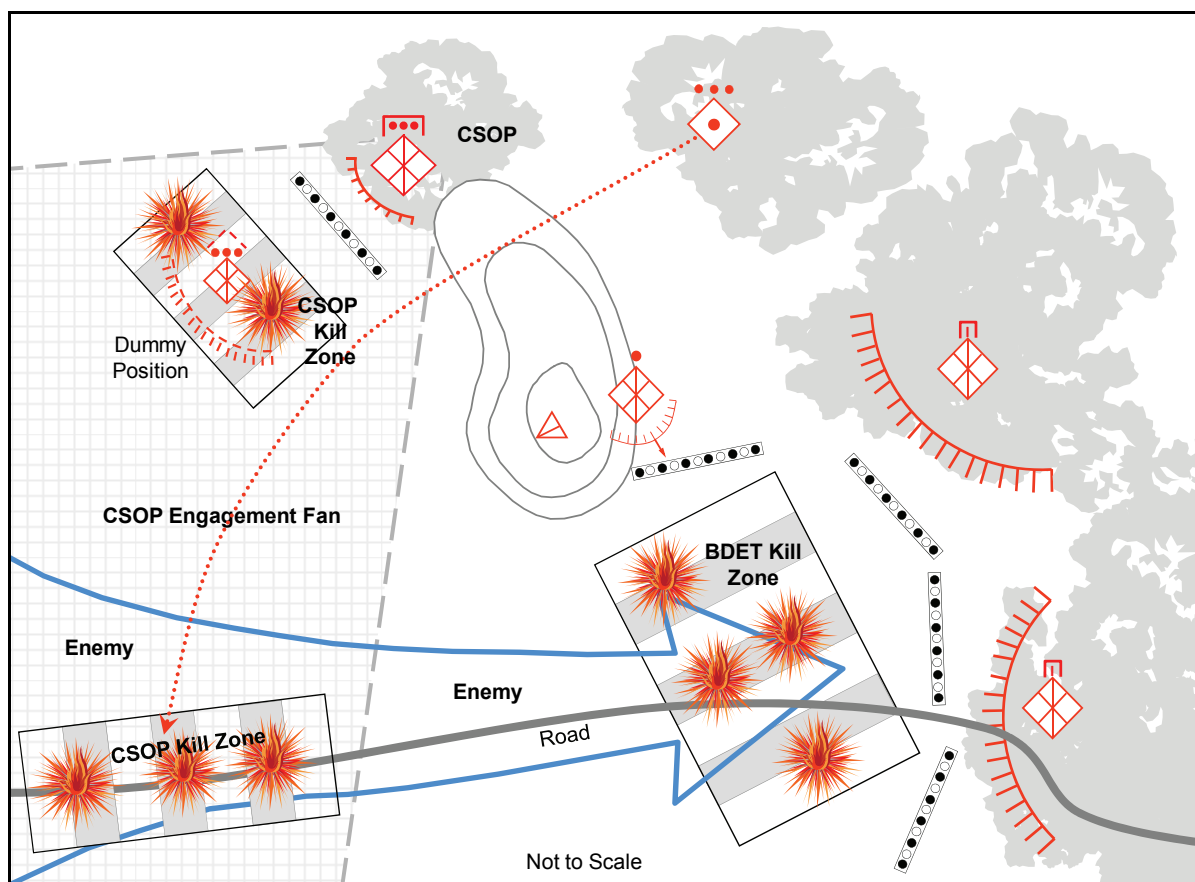 CSOP
CSOP
Kill
Zone
Dummy
Position
CSOP Engagement Fan
BDET Kill
Zone
Enemy
Enemy
CSOP Kill Zone
Road
Not to Scale